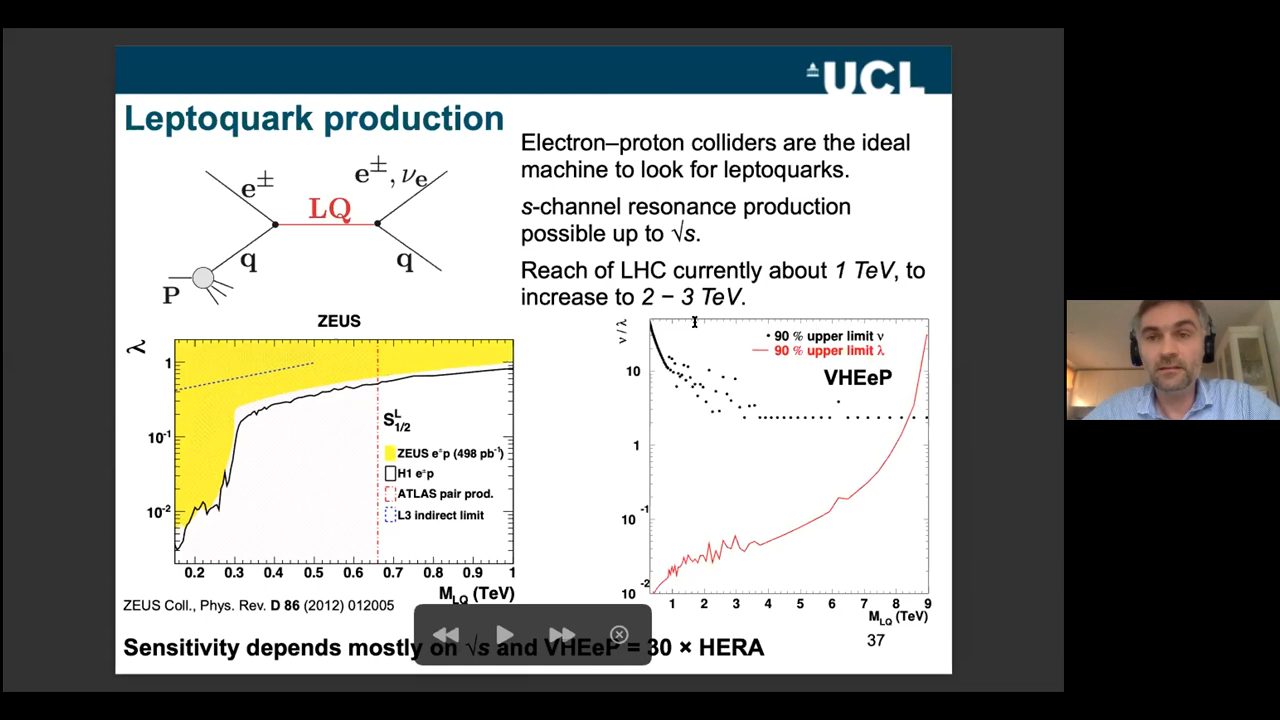 UCL
Leptoquark production
Electron–proton colliders are the ideal
machine to look for leptoquarks.
s-channel resonance production
possible up to √s.
Reach of LHC currently about 1 TeV, to
increase to 2 − 3 TeV.
e±
e±, νe
LQ
q
q
P
ZEUS
λ
1
10-1
10-2
S L 1/2
ZEUS e±p (498 pb-1)
H1 e±p
ATLAS pair prod.
L3 indirect limit
0.2 0.3 0.4 0.5 0.6 0.7 0.8 0.9 1
MLQ (TeV)
ν / λ
90 % upper limit ν
90 % upper limit λ
VHEeP
10
1
10-1
10-2
1 2 3 4 5 6 7 8 9
MLQ (TeV)
ZEUS Coll., Phys. Rev. D 86 (2012) 012005
Sensitivity depends mostly on √s and VHEeP = 30 × HERA
37